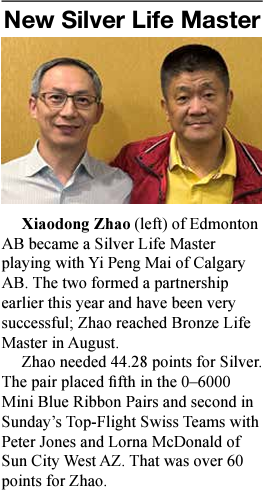 New Silver Life Master
Xiaodong Zhao (left) of Edmonton
AB became a Silver Life Master
playing with Yi Peng Mai of Calgary
AB. The two formed a partnership
earlier this year and have been very
successful; Zhao reached Bronze Life
Master in August.
Zhao needed 44.28 points for Silver.
The pair placed fifth in the 0–6000
Mini Blue Ribbon Pairs and second in
Sunday’s Top-Flight Swiss Teams with
Peter Jones and Lorna McDonald of
Sun City West AZ. That was over 60
points for Zhao.